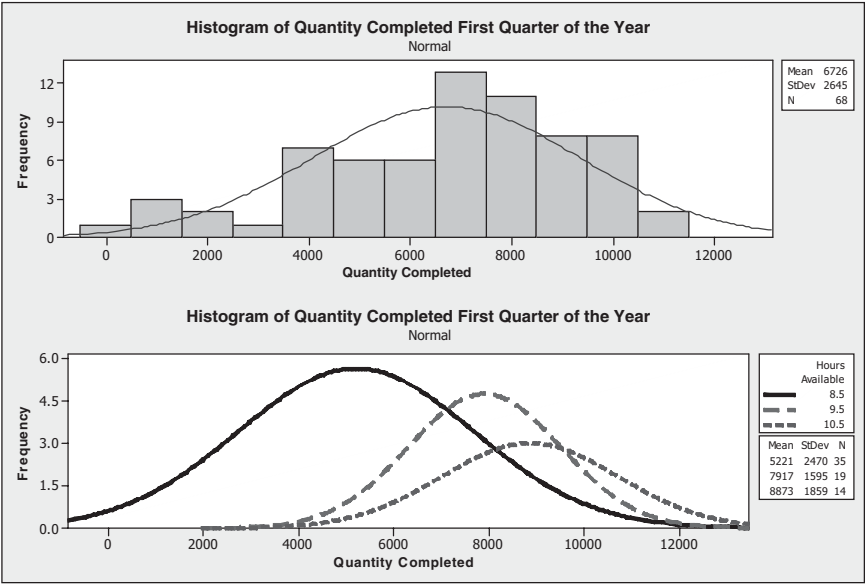 Histogram of Quantity Completed First Quarter of the Year
Normal
Mean 6726
StDev 2645
N 68
Frequency
12
9
6
3
0
0 2000 4000 6000 8000 10000 12000
Quantity Completed
Histogram of Quantity Completed First Quarter of the Year
Normal
Hours
Available
8.5
9.5
10.5
Mean StDev N
5221 2470 35
7917 1595 19
8873 1859 14
Frequency
6.0
4.5
3.0
1.5
0.0
0 2000 4000 6000 8000 10000 12000
Quantity Completed